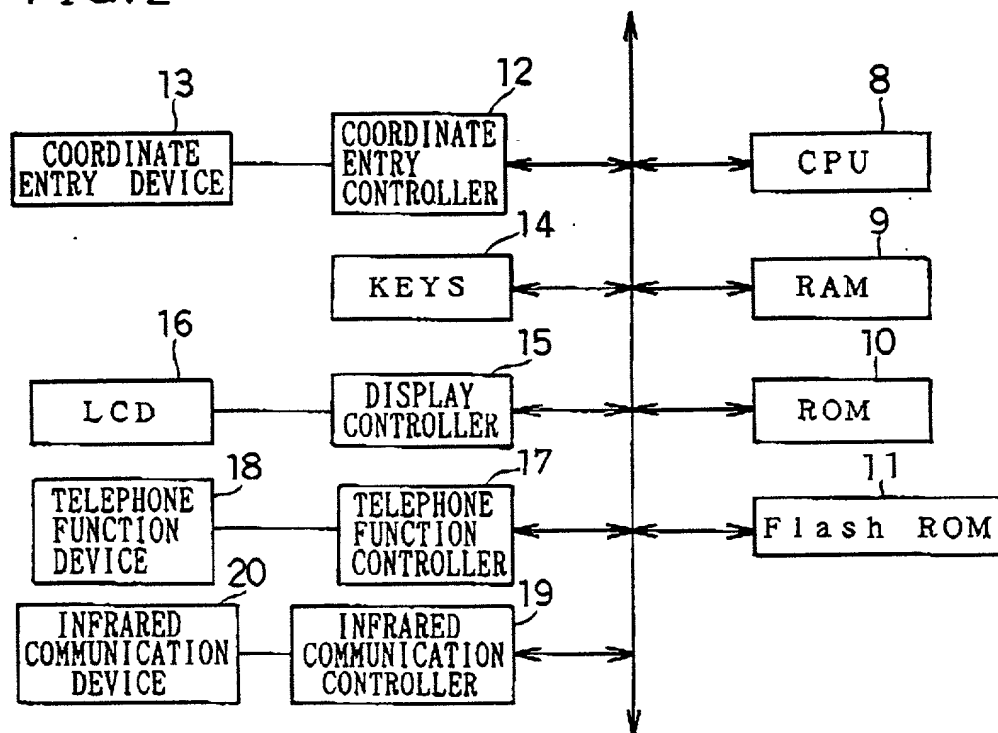 13
COORDINATE
ENTRY DEVICE
12
COORDINATE
ENTRY
CONTROLLER
8
CPU
14
KEYS
9
RAM
16
LCD
15
DISPLAY
CONTROLLER
10
ROM
18
TELEPHONE
FUNCTION
DEVICE
17
TELEPHONE
FUNCTION
CONTROLLER
11
Flash ROM
20
INFRARED
COMMUNICATION
DEVICE
19
INFRARED
COMMUNICATION
CONTROLLER